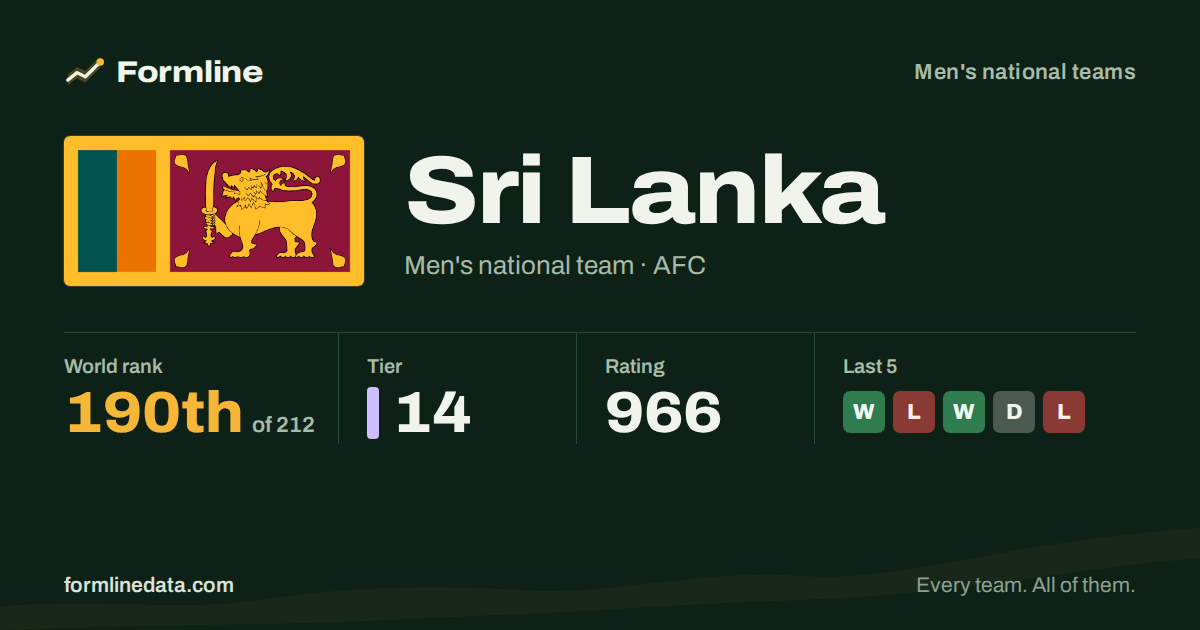 Formline
Men's national teams
Sri Lanka
Men's national team · AFC
World rank
190th of 212
Tier
14
Rating
966
Last 5
W L W D L
formlinedata.com
Every team. All of them.